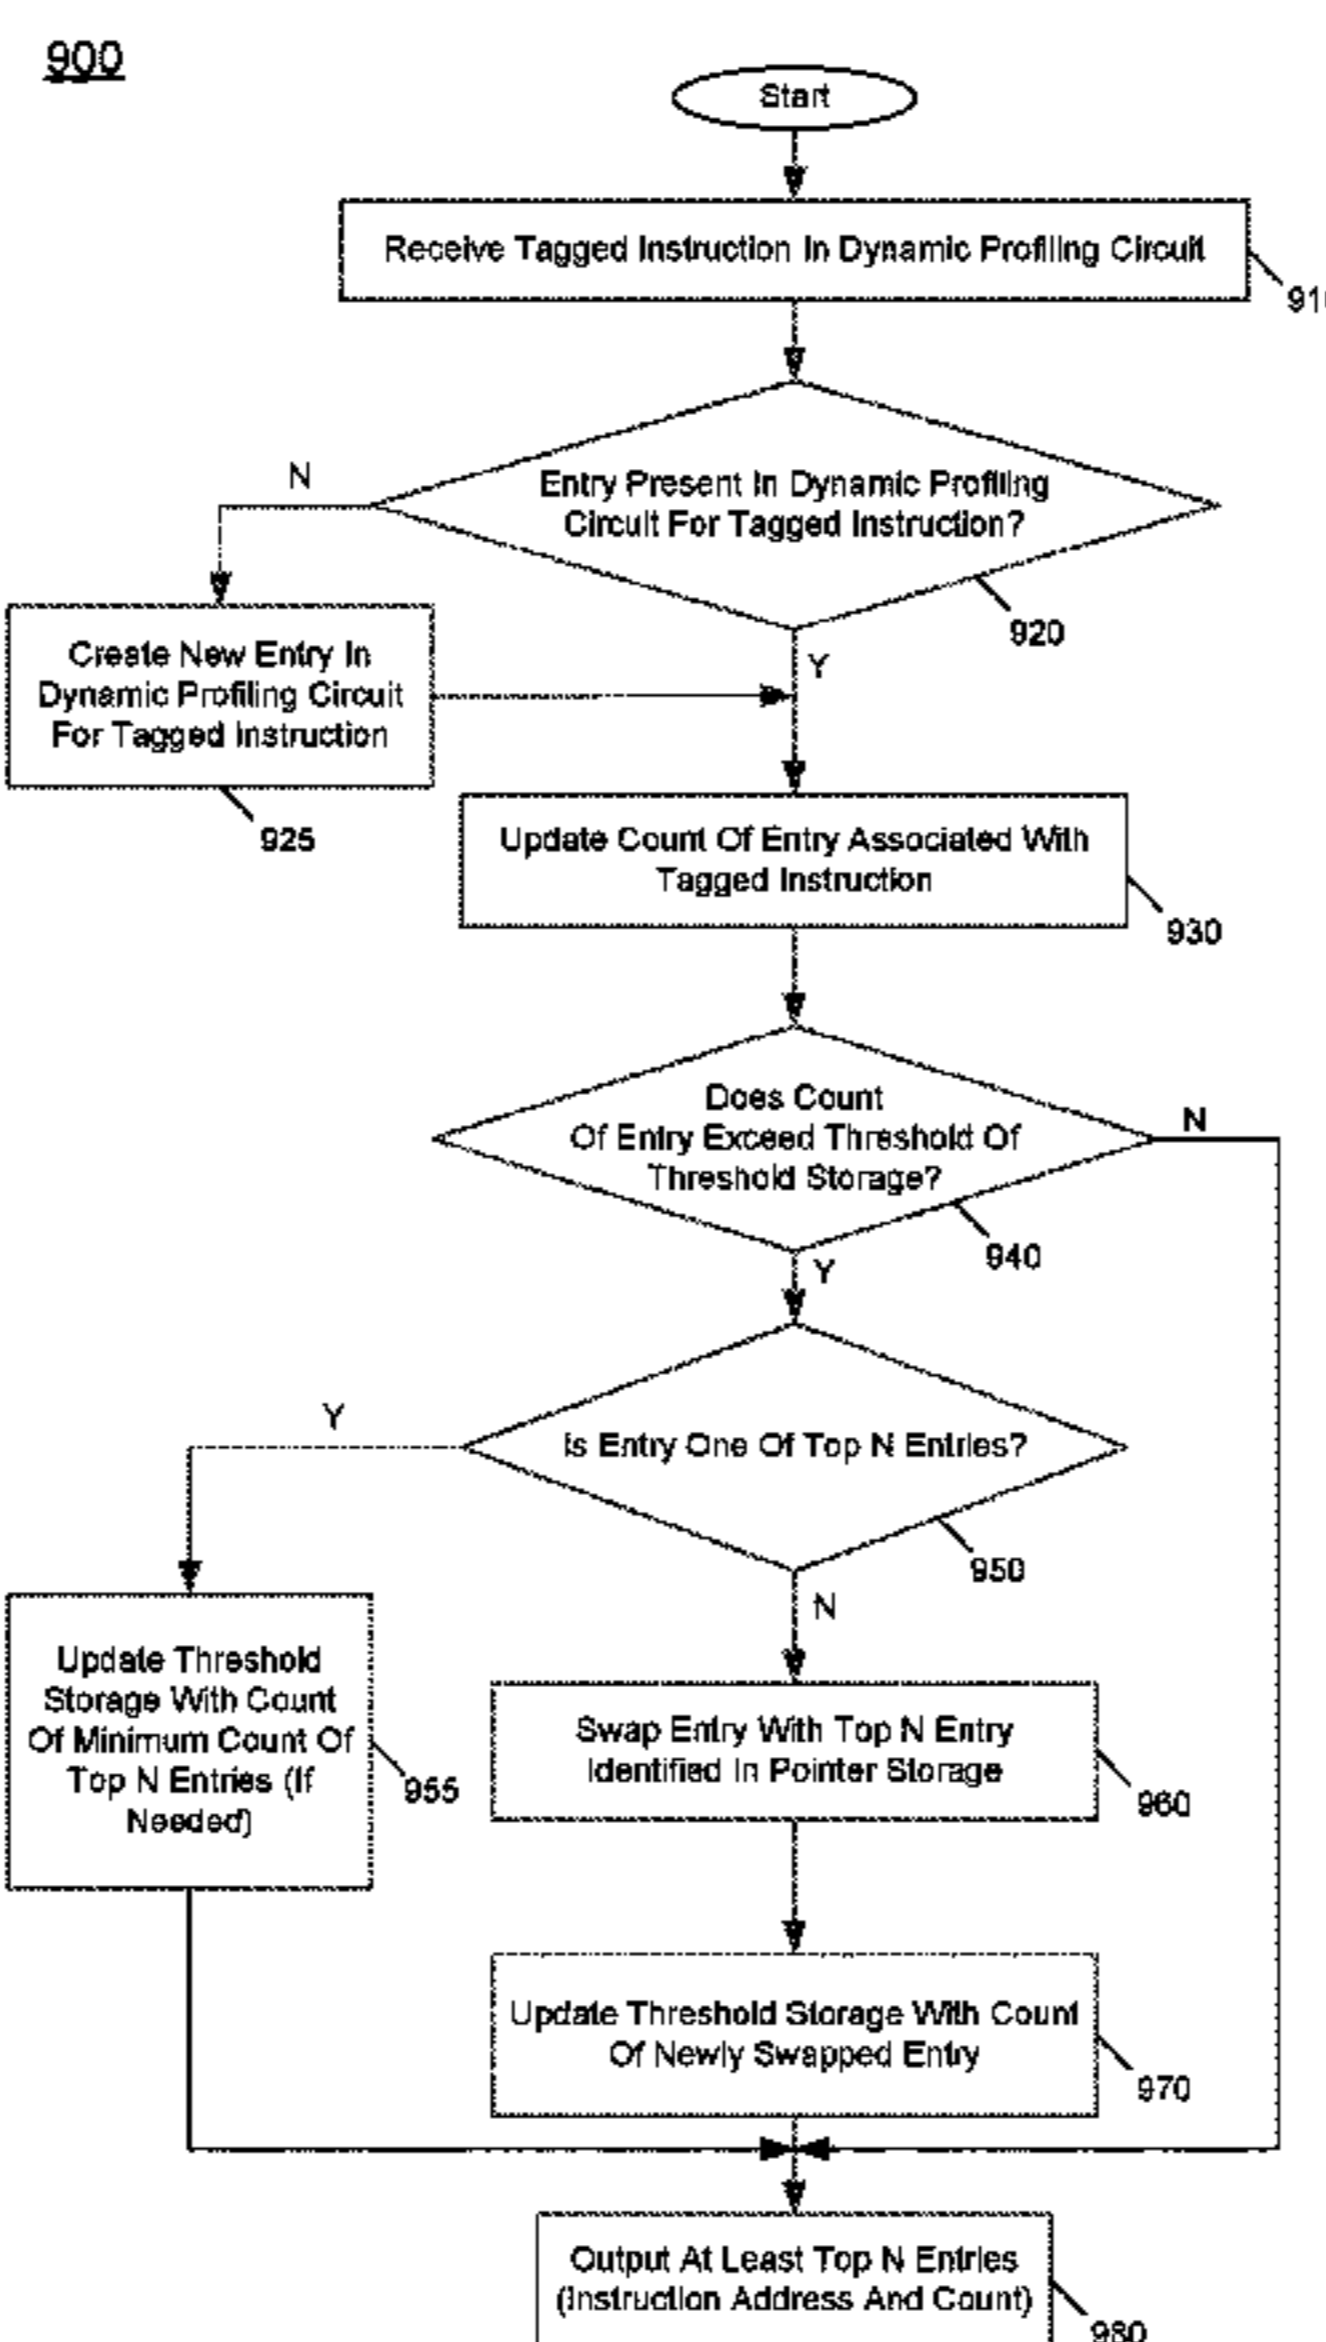 900
Start
Receive Tagged Instruction In Dynamic Profiling Circuit
910
Entry Present In Dynamic Profiling
Circuit For Tagged Instruction?
920
N
Y
Create New Entry In
Dynamic Profiling Circuit
For Tagged Instruction
925
Update Count Of Entry Associated With
Tagged Instruction
930
Does Count
Of Entry Exceed Threshold Of
Threshold Storage?
N
940
Y
Is Entry One Of Top N Entries?
Y
950
N
Update Threshold
Storage With Count
Of Minimum Count Of
Top N Entries (If
Needed)
955
Swap Entry With Top N Entry
Identified In Pointer Storage
960
Update Threshold Storage With Count
Of Newly Swapped Entry
970
Output At Least Top N Entries
(Instruction Address And Count)
980